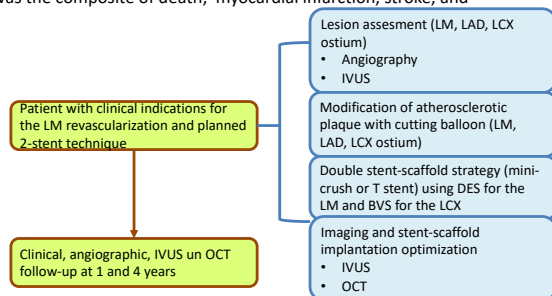 was the composite of death, myocardial infarction, stroke, and
Lesion assesment (LM, LAD, LCX
ostium)
• Angiography
• IVUS
Patient with clinical indications for
the LM revascularization and planned
2-stent technique
Modification of atherosclerotic
plaque with cutting balloon (LM,
LAD, LCX ostium)
Double stent-scaffold strategy (mini-
crush or T stent) using DES for the
LM and BVS for the LCX
Clinical, angiographic, IVUS un OCT
follow-up at 1 and 4 years
Imaging and stent-scaffold
implantation optimization
• IVUS
• OCT